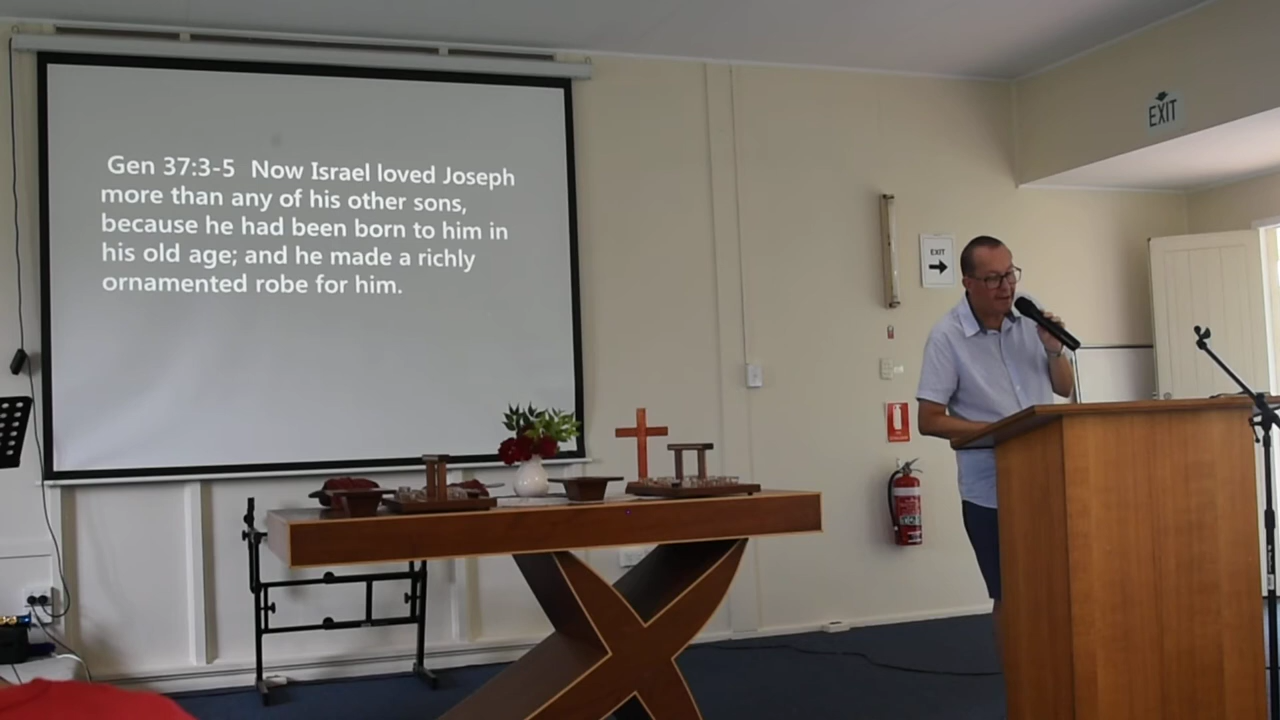 Gen 37:3-5 Now Israel loved Joseph
more than any of his other sons,
because he had been born to him in
his old age; and he made a richly
ornamented robe for him.
EXIT
EXIT